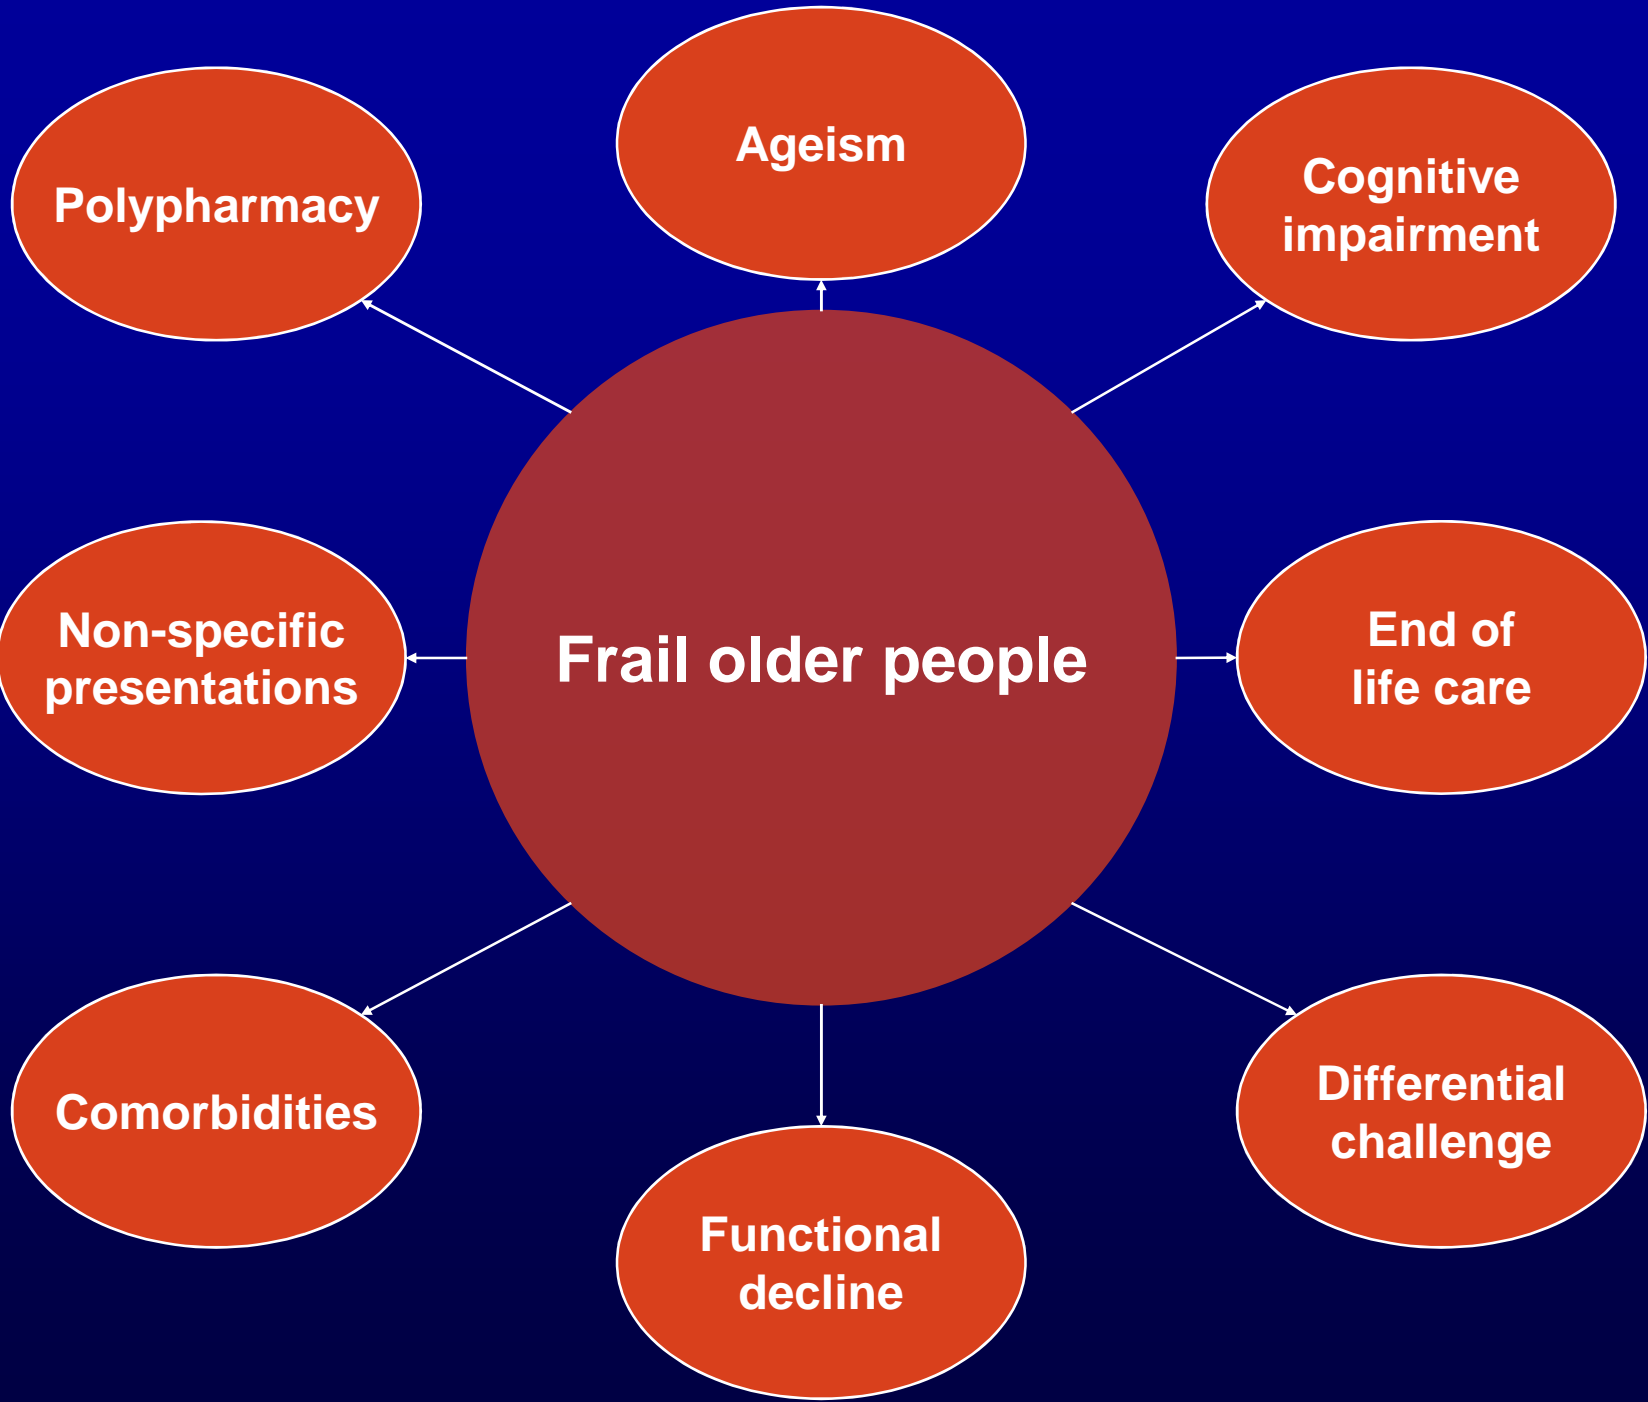 Ageism
Polypharmacy
Cognitive
impairment
Non-specific
presentations
Frail older people
End of
life care
Comorbidities
Differential
challenge
Functional
decline